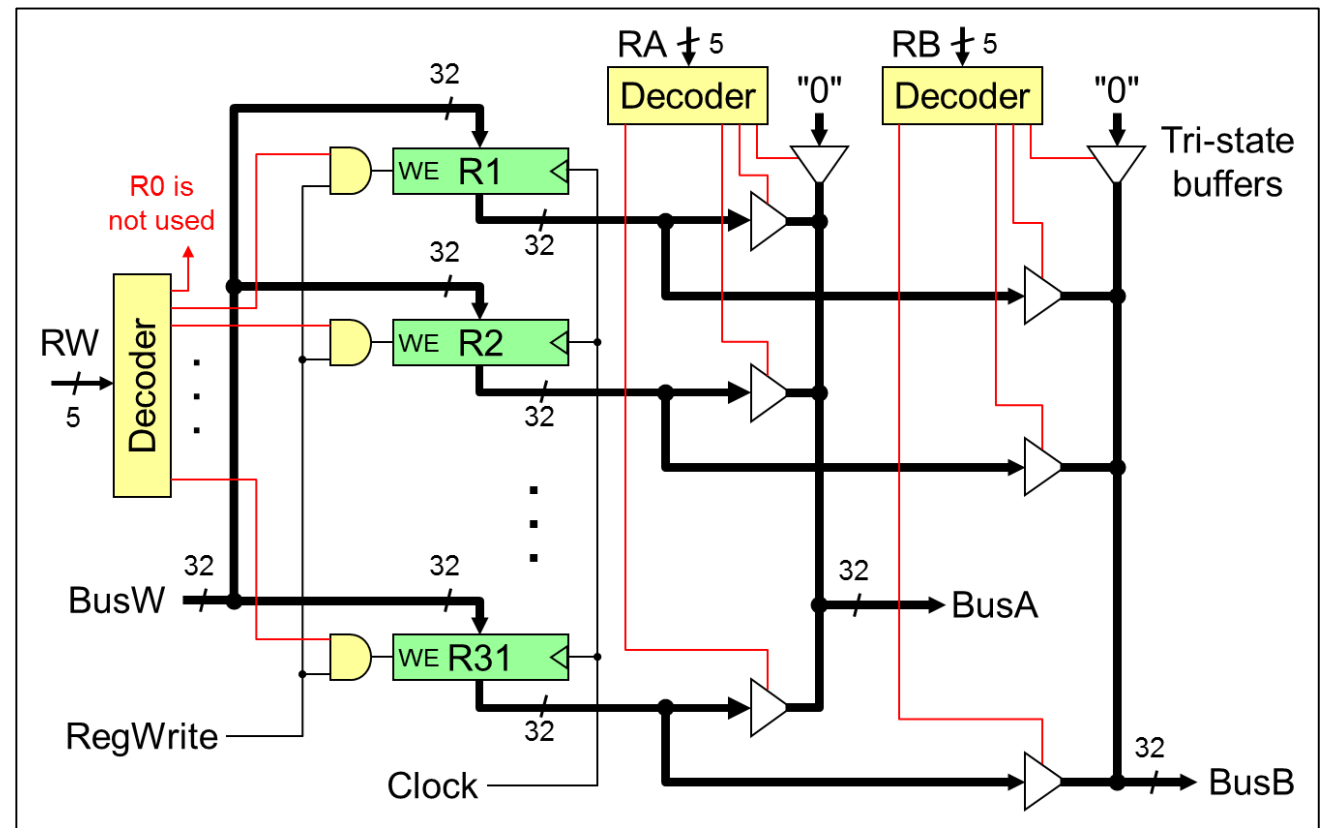 RA 5
RB 5
32
Decoder
"0"
Decoder
"0"
Tri-state
buffers
WE R1
R0 is
not used
32
32
WE R2
RW
5
Decoder
32
.
.
.
.
.
.
32
BusW
32
32
BusA
WE R31
32
RegWrite
Clock
32
BusB